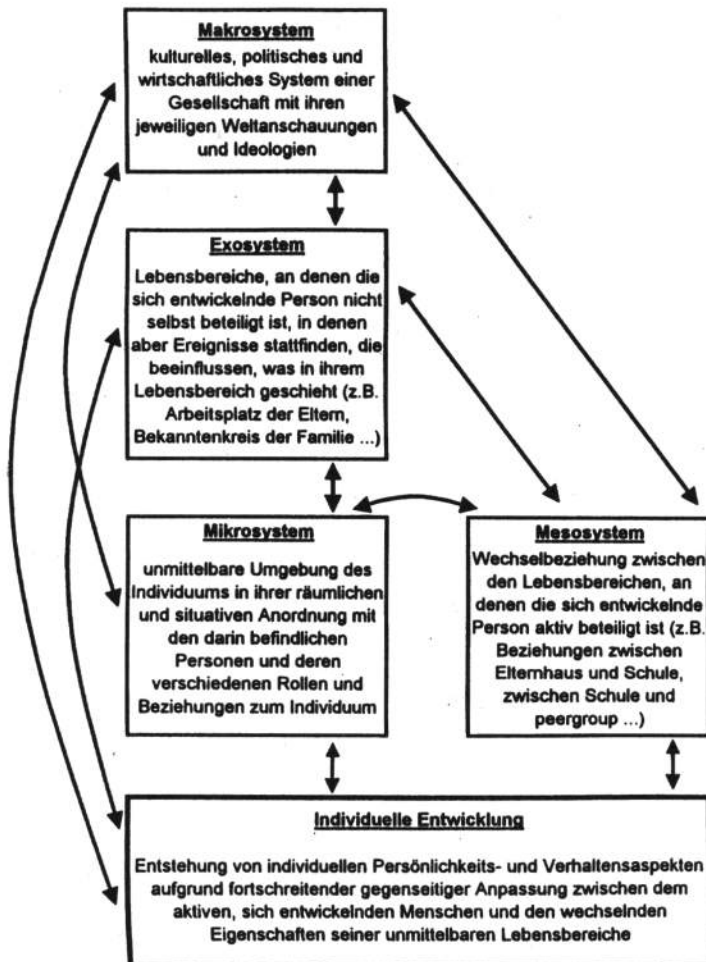 Makrosystem
kulturelles, politisches und
wirtschaftliches System einer
Gesellschaft mit ihren
jeweiligen Weltanschauungen
und Ideologien
Exosystem
Lebensbereiche, an denen die
sich entwickelnde Person nicht
selbst beteiligt ist, in denen
aber Ereignisse stattfinden, die
beeinflussen, was in ihrem
Lebensbereich geschieht (z.B.
Arbeitsplatz der Eltern,
Bekanntenkreis der Familie ...)
Mikrosystem
unmittelbare Umgebung des
Individuums in ihrer räumlichen
und situativen Anordnung mit
den darin befindlichen
Personen und deren
verschiedenen Rollen und
Beziehungen zum Individuum
Mesosystem
Wechselbeziehung zwischen
den Lebensbereichen, an
denen die sich entwickelnde
Person aktiv beteiligt ist (z.B.
Beziehungen zwischen
Elternhaus und Schule,
zwischen Schule und
peergroup ...)
Individuelle Entwicklung
Entstehung von individuellen Persönlichkeits- und Verhaltensaspekten
aufgrund fortschreitender gegenseitiger Anpassung zwischen dem
aktiven, sich entwickelnden Menschen und den wechselnden
Eigenschaften seiner unmittelbaren Lebensbereiche